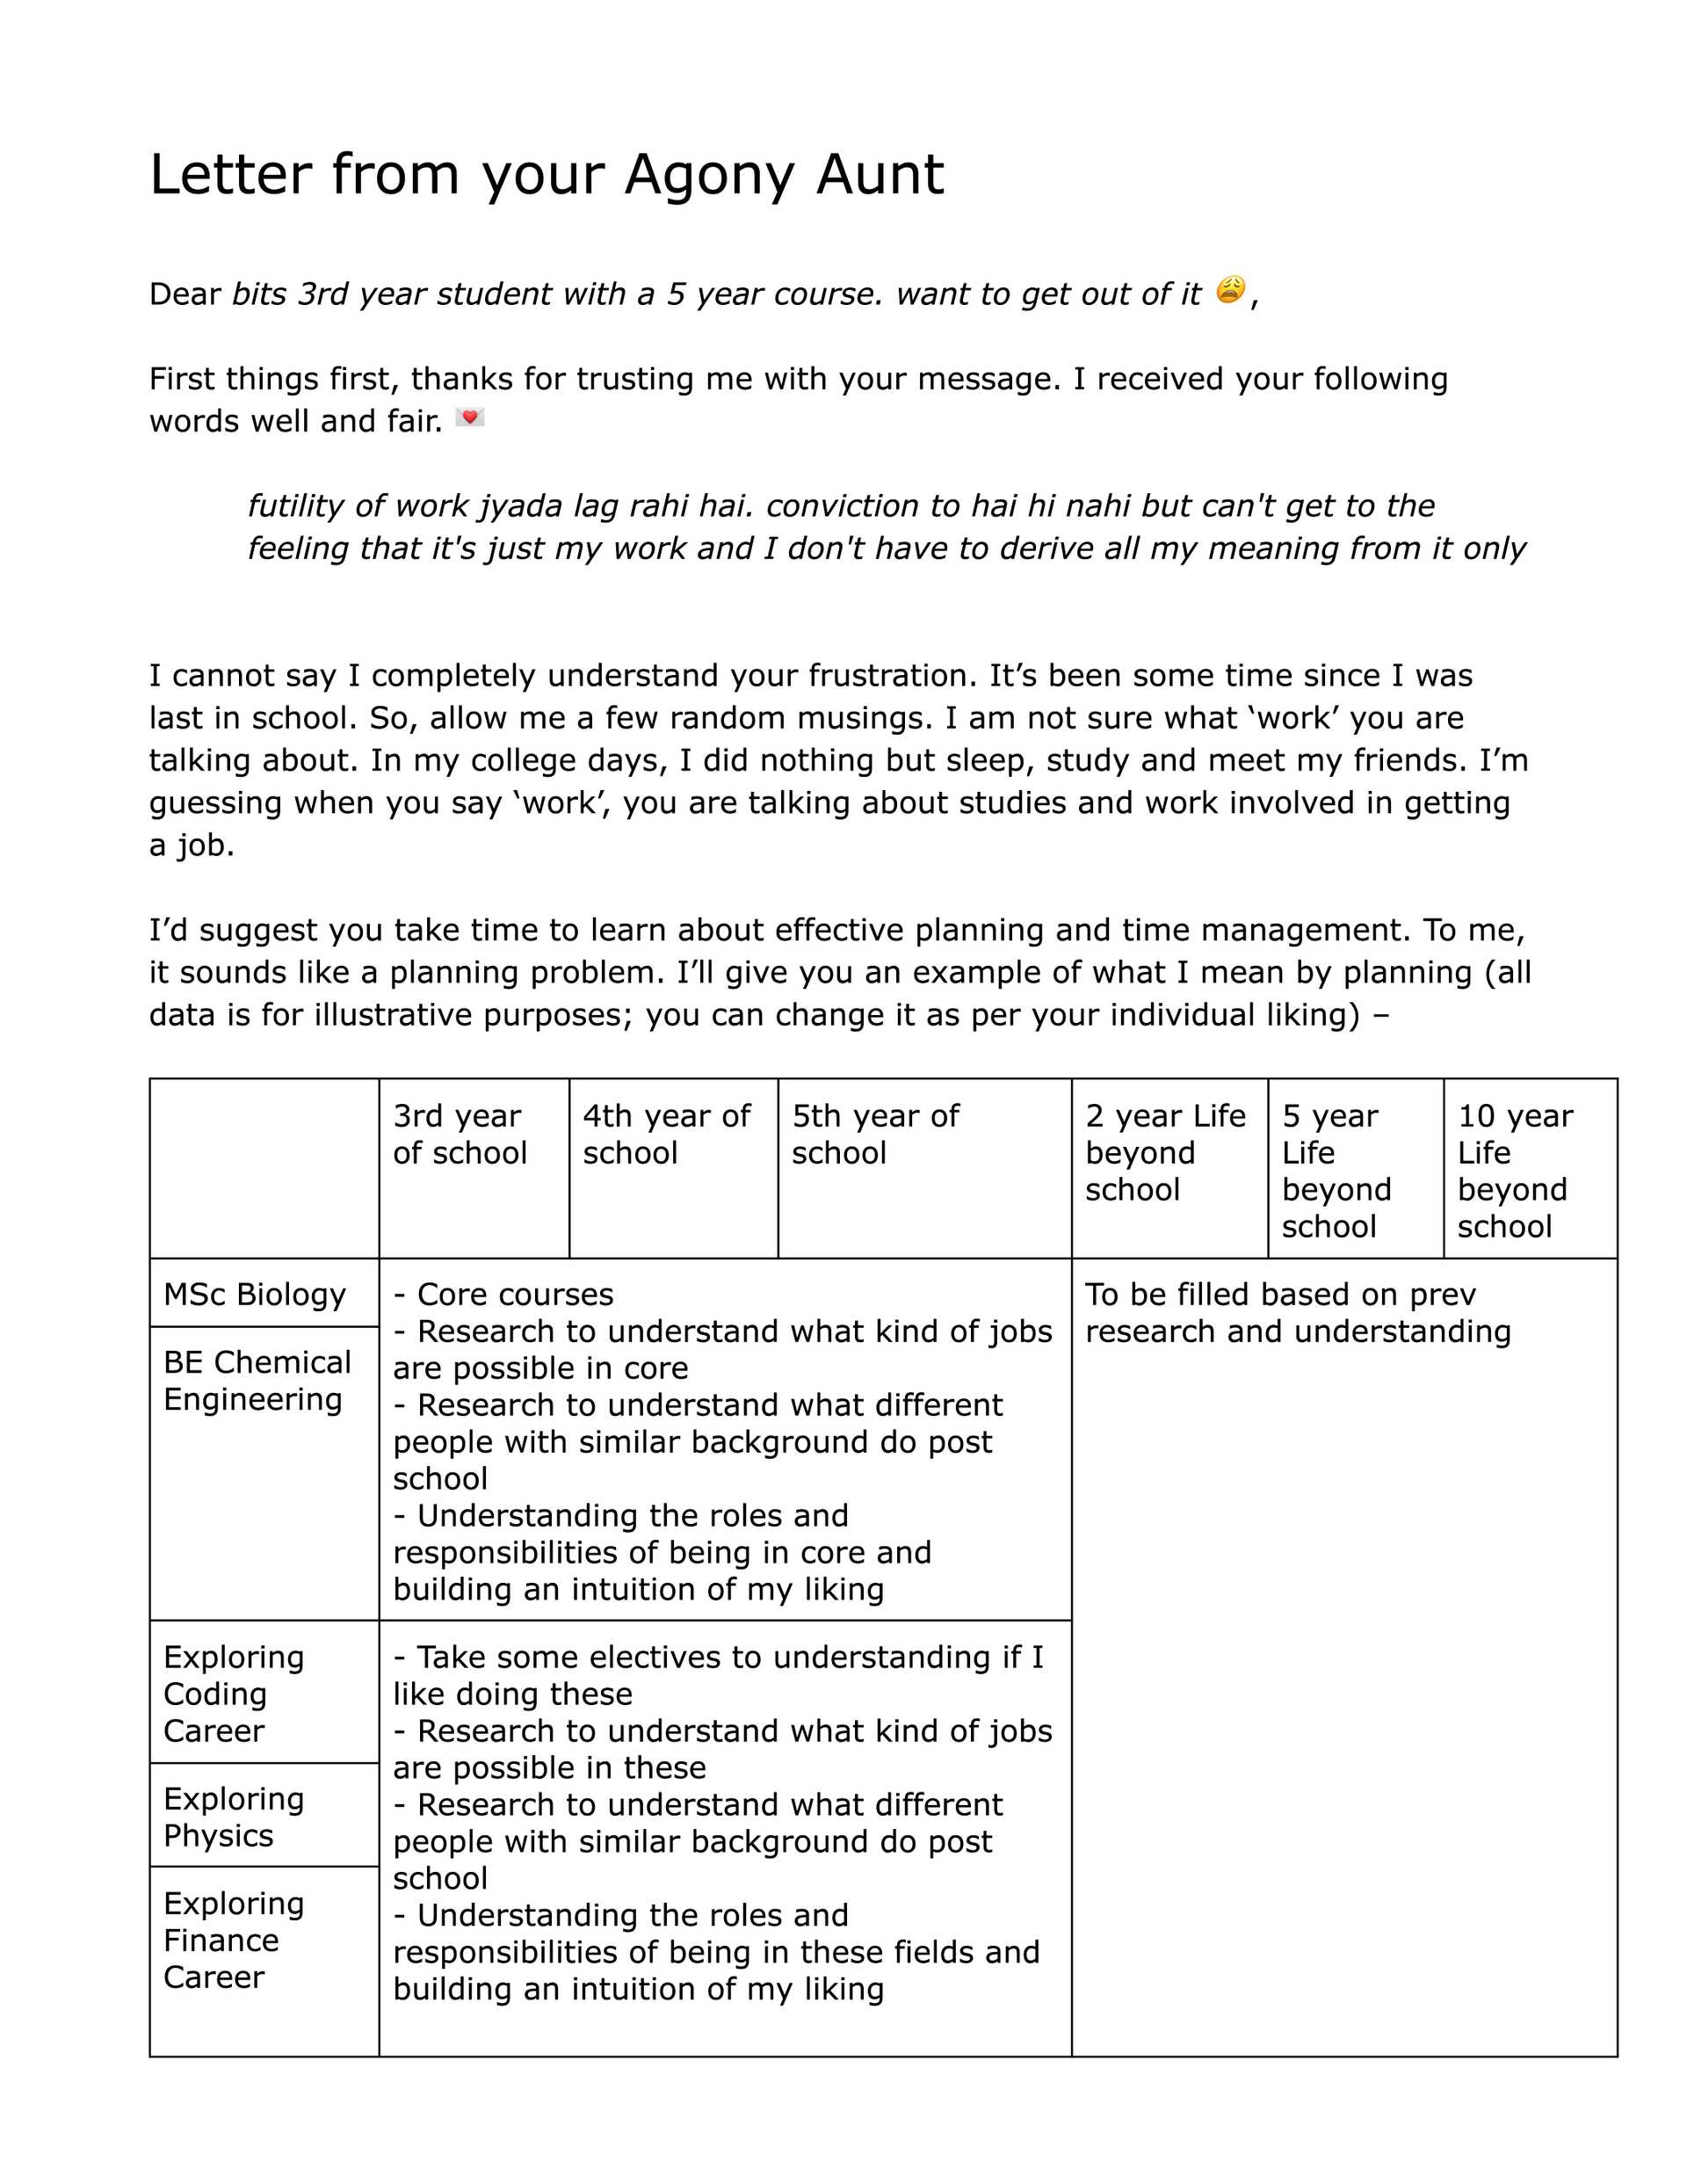 Letter from your Agony Aunt
Dear bits 3rd year student with a 5 year course. want to get out of it 😩,
First things first, thanks for trusting me with your message. I received your following
words well and fair. 💌
futility of work jyada lag rahi hai. conviction to hai hi nahi but can't get to the
feeling that it's just my work and I don't have to derive all my meaning from it only
I cannot say I completely understand your frustration. It’s been some time since I was
last in school. So, allow me a few random musings. I am not sure what ‘work’ you are
talking about. In my college days, I did nothing but sleep, study and meet my friends. I’m
guessing when you say ‘work’, you are talking about studies and work involved in getting
a job.
I’d suggest you take time to learn about effective planning and time management. To me,
it sounds like a planning problem. I’ll give you an example of what I mean by planning (all
data is for illustrative purposes; you can change it as per your individual liking) –
3rd year
of school
4th year of
school
5th year of
school
2 year Life
beyond
school
5 year
Life
beyond
school
10 year
Life
beyond
school
MSc Biology
BE Chemical
Engineering
- Core courses
- Research to understand what kind of jobs
are possible in core
- Research to understand what different
people with similar background do post
school
- Understanding the roles and
responsibilities of being in core and
building an intuition of my liking
To be filled based on prev
research and understanding
Exploring
Coding
Career
Exploring
Physics
Exploring
Finance
Career
- Take some electives to understanding if I
like doing these
- Research to understand what kind of jobs
are possible in these
- Research to understand what different
people with similar background do post
school
- Understanding the roles and
responsibilities of being in these fields and
building an intuition of my liking